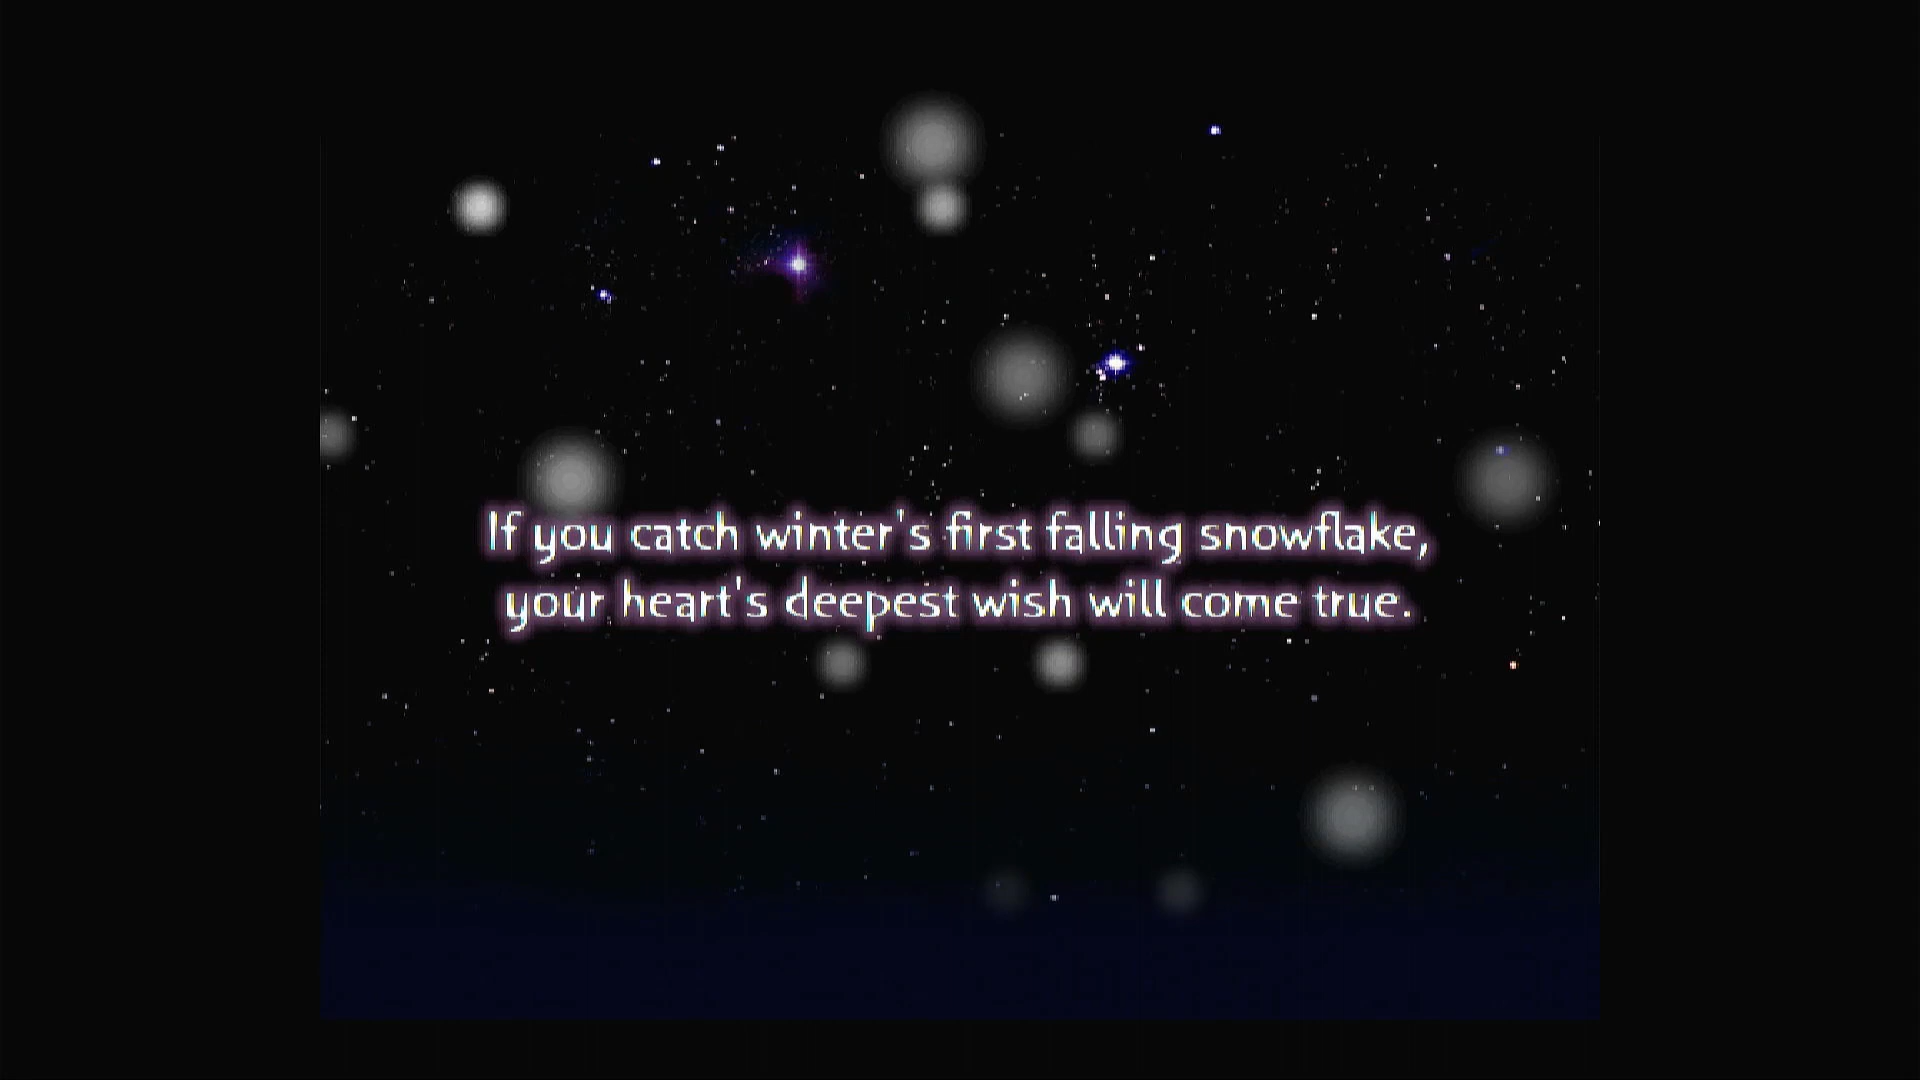 If you catch winter's first falling snowflake,
your heart's deepest wish will come true.